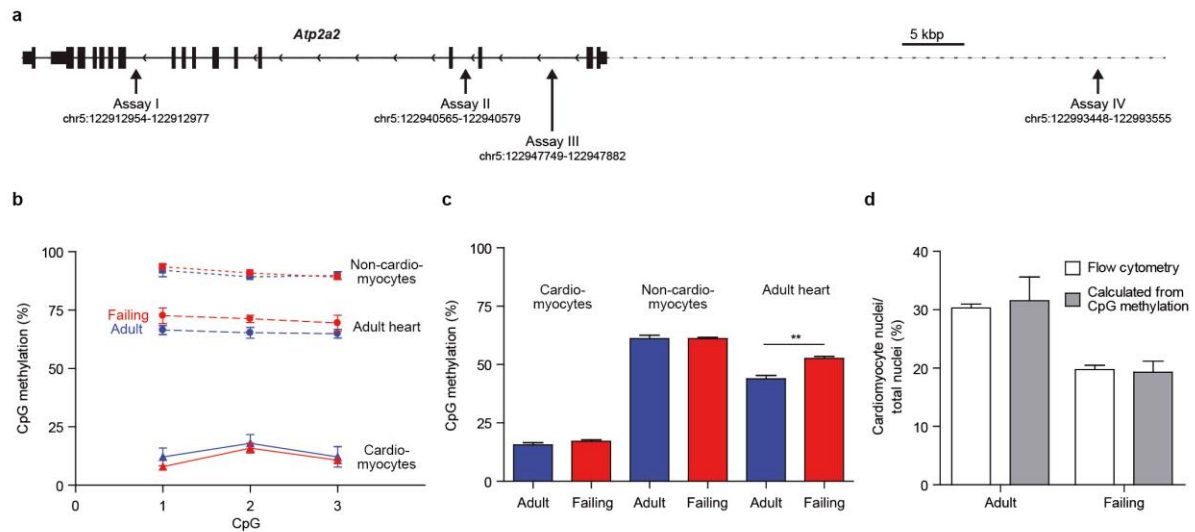 a
Atp2a2
5 kbp
Assay I
chr5:122912954-122912977
Assay II
chr5:122940565-122940579
Assay III
chr5:122947749-122947882
Assay IV
chr5:122993448-122993555
b
CpG methylation (%)
100
75
50
25
0
0
1
2
3
CpG
Non-cardio-
myocytes
Failing
Adult
Adult heart
Cardio-
myocytes
c
CpG methylation (%)
100
75
50
25
0
Cardio-
myocytes
Non-cardio-
myocytes
Adult heart
**
Adult
Failing
Adult
Failing
Adult
Failing
d
Cardiomyocyte nuclei/
total nuclei (%)
40
30
20
10
0
Flow cytometry
Calculated from
CpG methylation
Adult
Failing